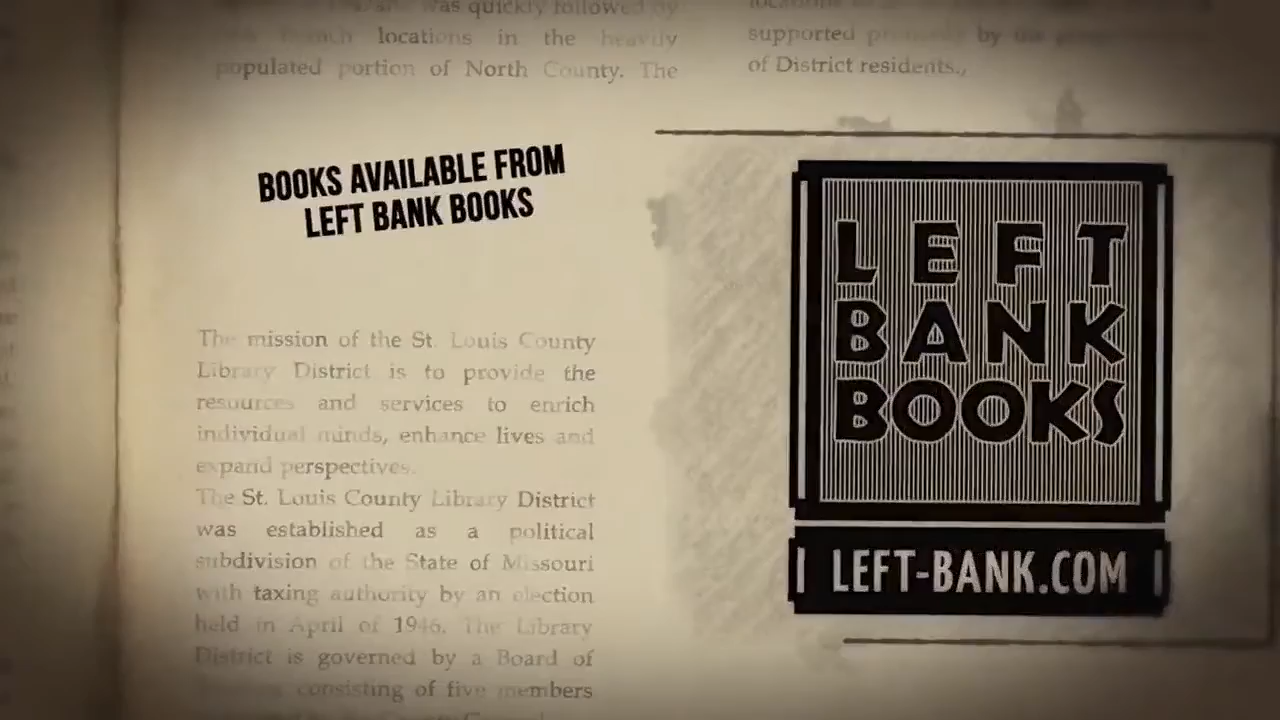 was quickly followed by
locations in the heavily
populated portion of North County. The
supported by the
of District residents.,
BOOKS AVAILABLE FROM
LEFT BANK BOOKS
The mission of the St. Louis County
Library District is to provide the
resources and services to enrich
individual minds, enhance lives and
expand perspectives.
The St. Louis County Library District
was established as a political
subdivision of the State of Missouri
with taxing authority by an election
held in April of 1946. The Library
District is governed by a Board of
consisting of five members
LEFT
BANK
BOOKS
LEFT-BANK.COM